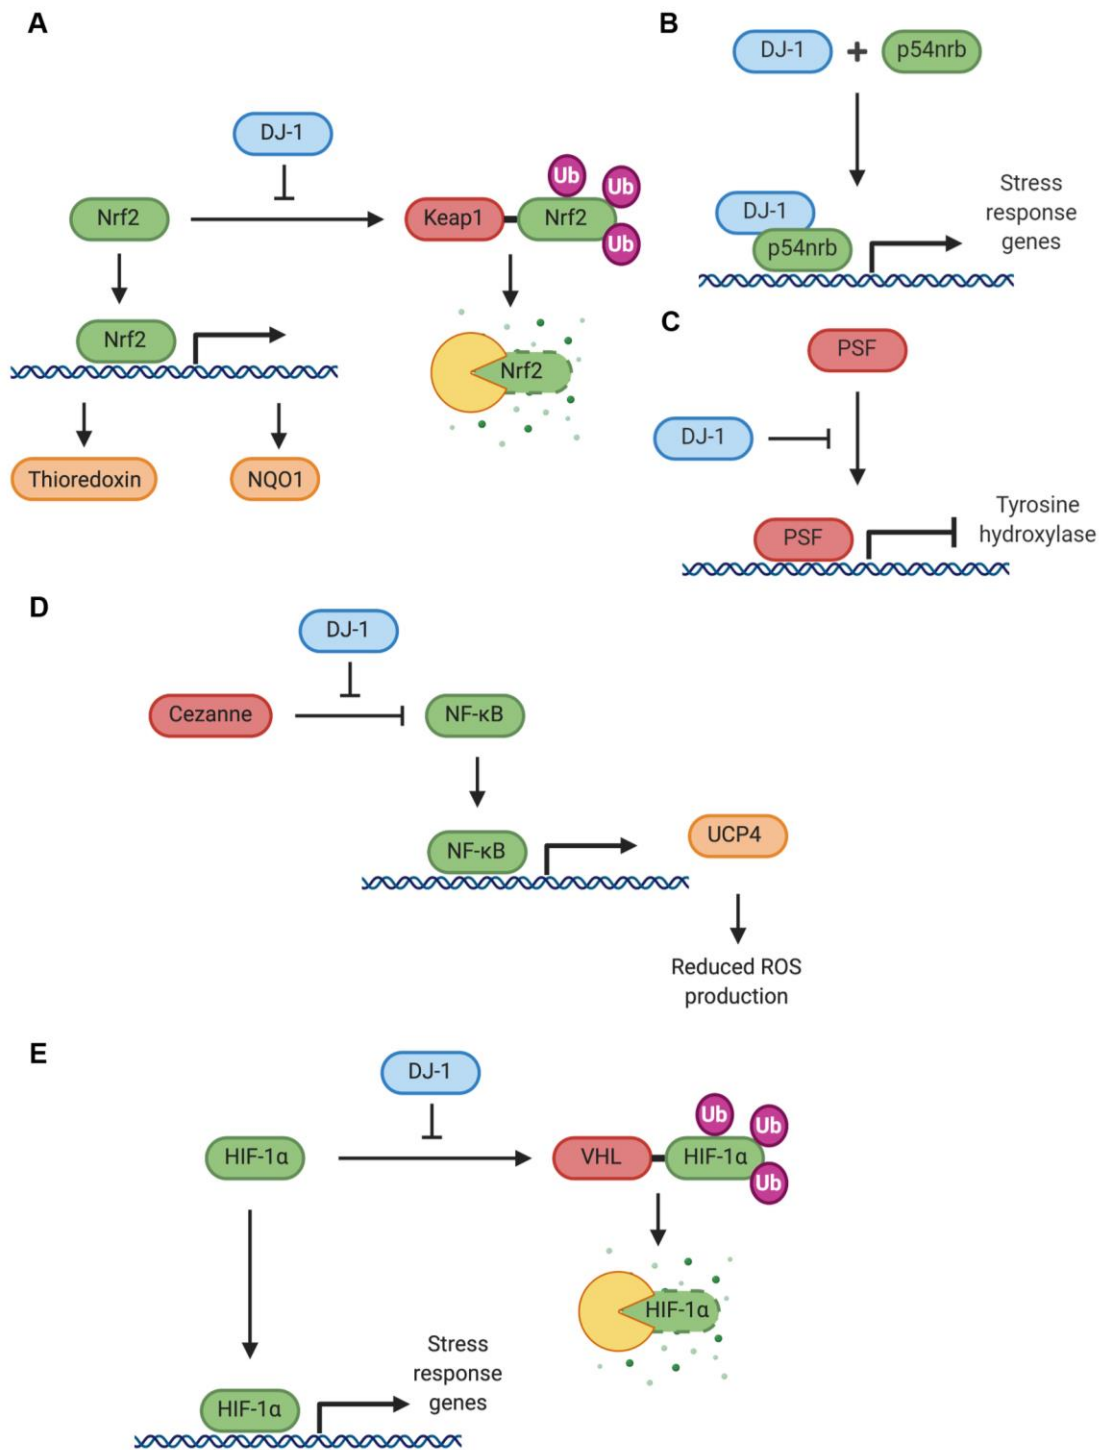 A
DJ-1
Nrf2
Keap1
Nrf2
Ub
Ub
Ub
Nrf2
Nrf2
Thioredoxin
NQO1
B
DJ-1 + p54nrb
DJ-1
p54nrb
Stress
response
genes
C
PSF
DJ-1
PSF
Tyrosine
hydroxylase
D
DJ-1
Cezanne
NF-κB
NF-κB
UCP4
Reduced ROS
production
E
DJ-1
HIF-1α
VHL
HIF-1α
Ub
Ub
Ub
HIF-1α
HIF-1α
Stress
response
genes